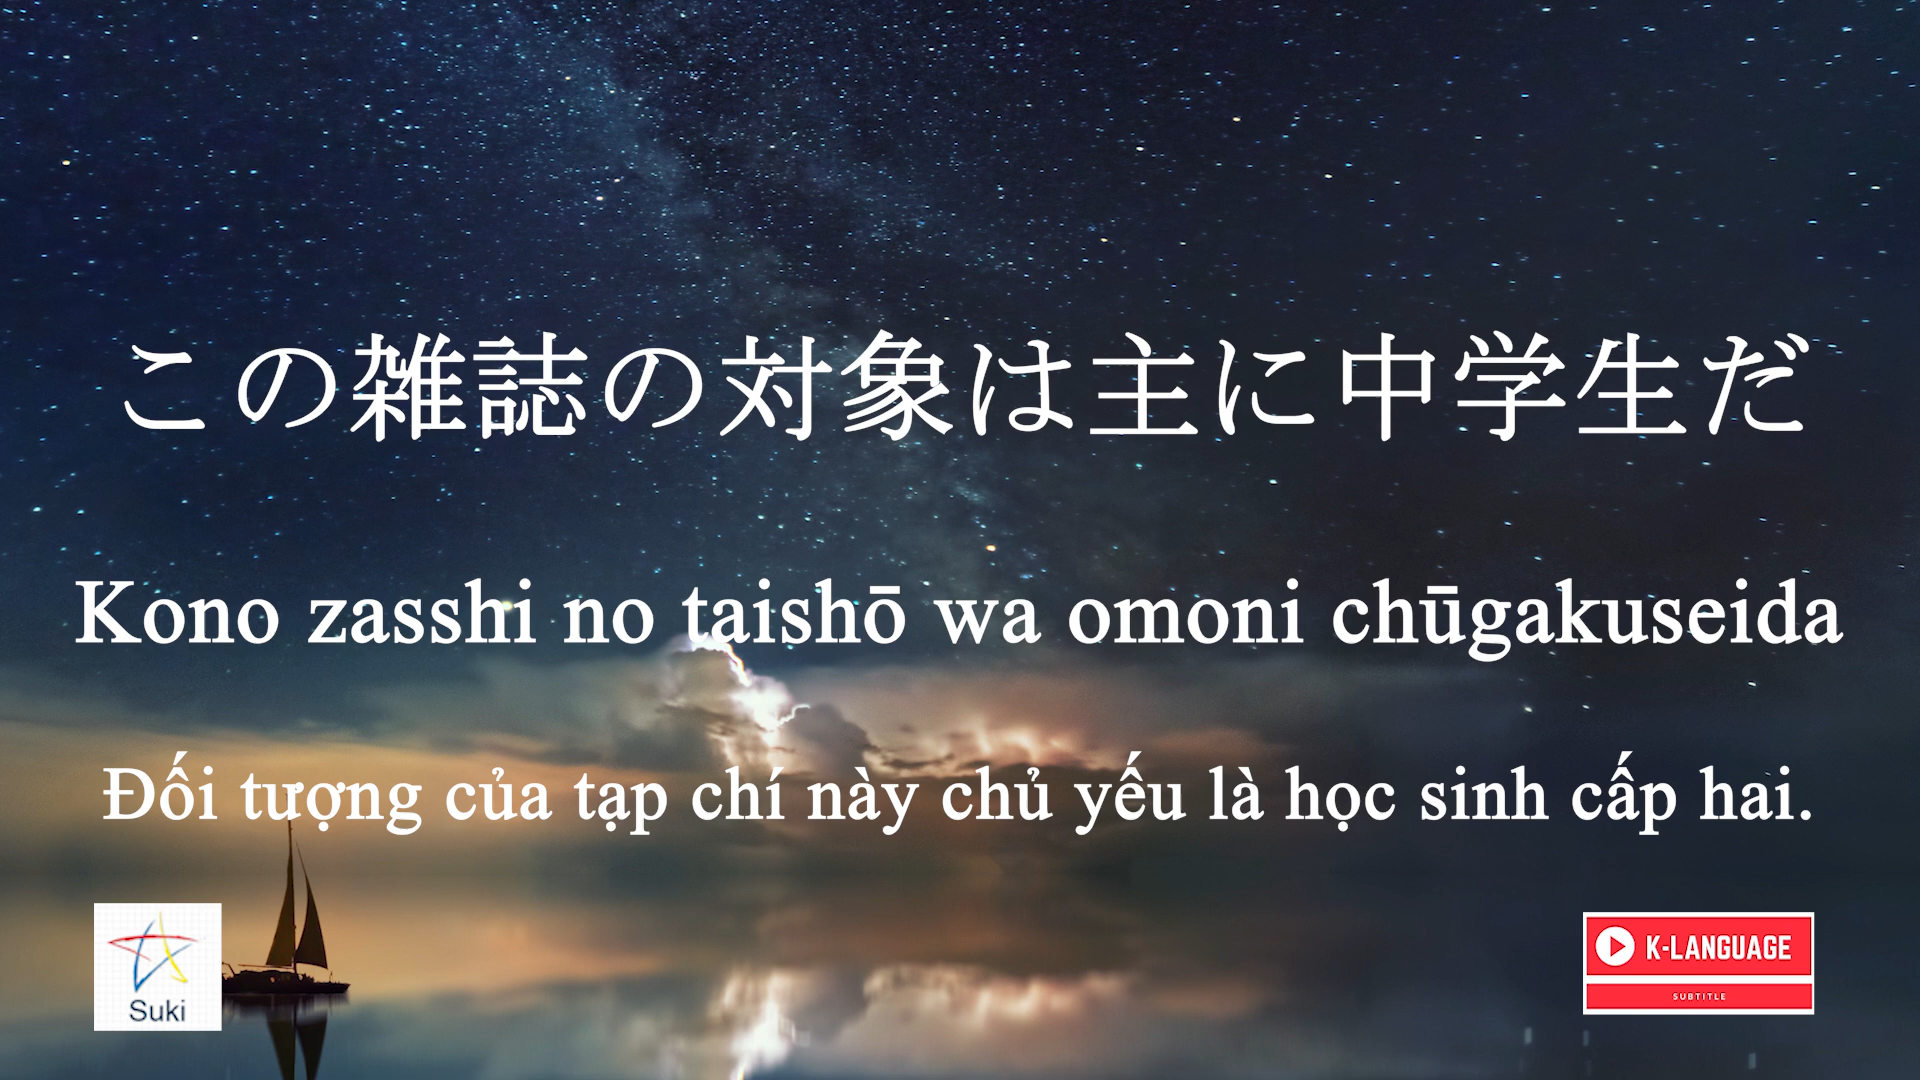 この雑誌の対象は主に中学生だ
Kono zasshi no taishō wa omoni chūgakuseida
Đối tượng của tạp chí này chủ yếu là học sinh cấp hai.
Suki
K-LANGUAGE
SUBTITLE